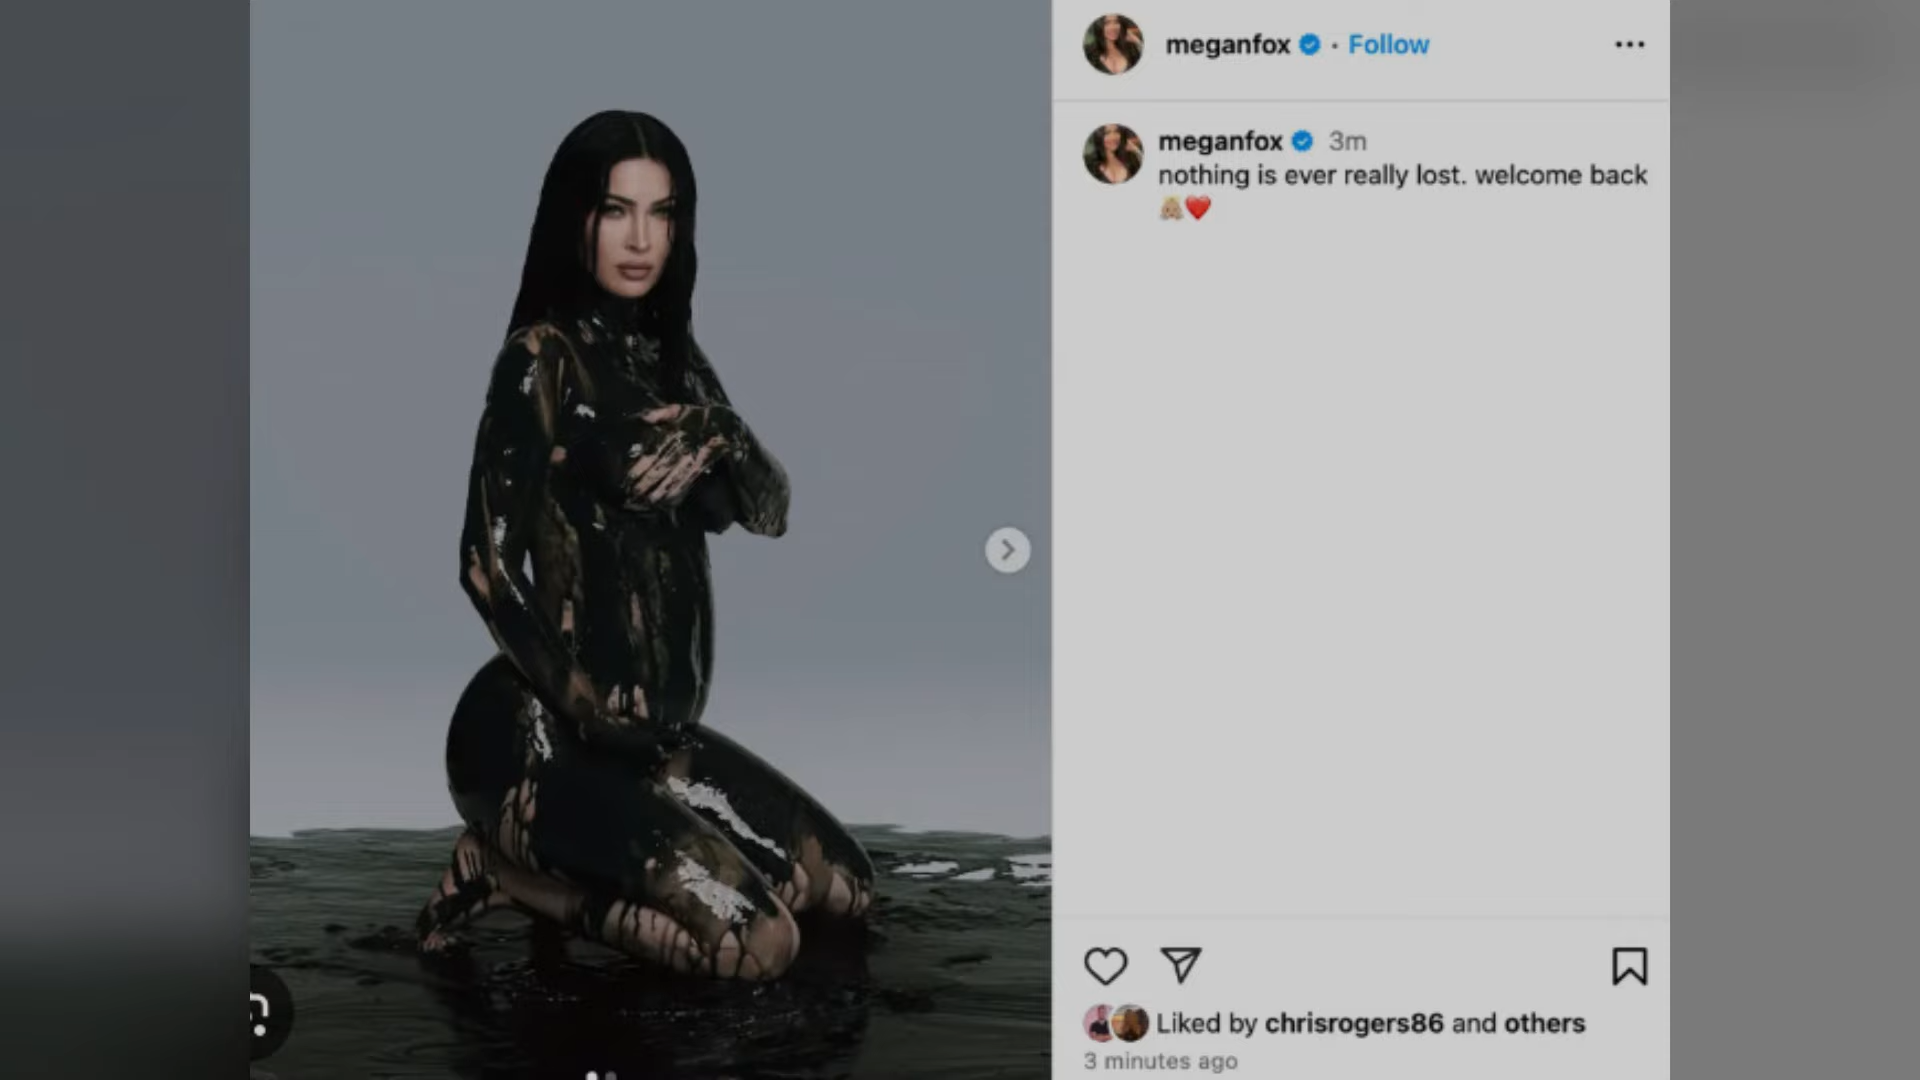 meganfox · Follow
meganfox 3m
nothing is ever really lost. welcome back
👼🏼❤️
Liked by chrisrogers86 and others
3 minutes ago